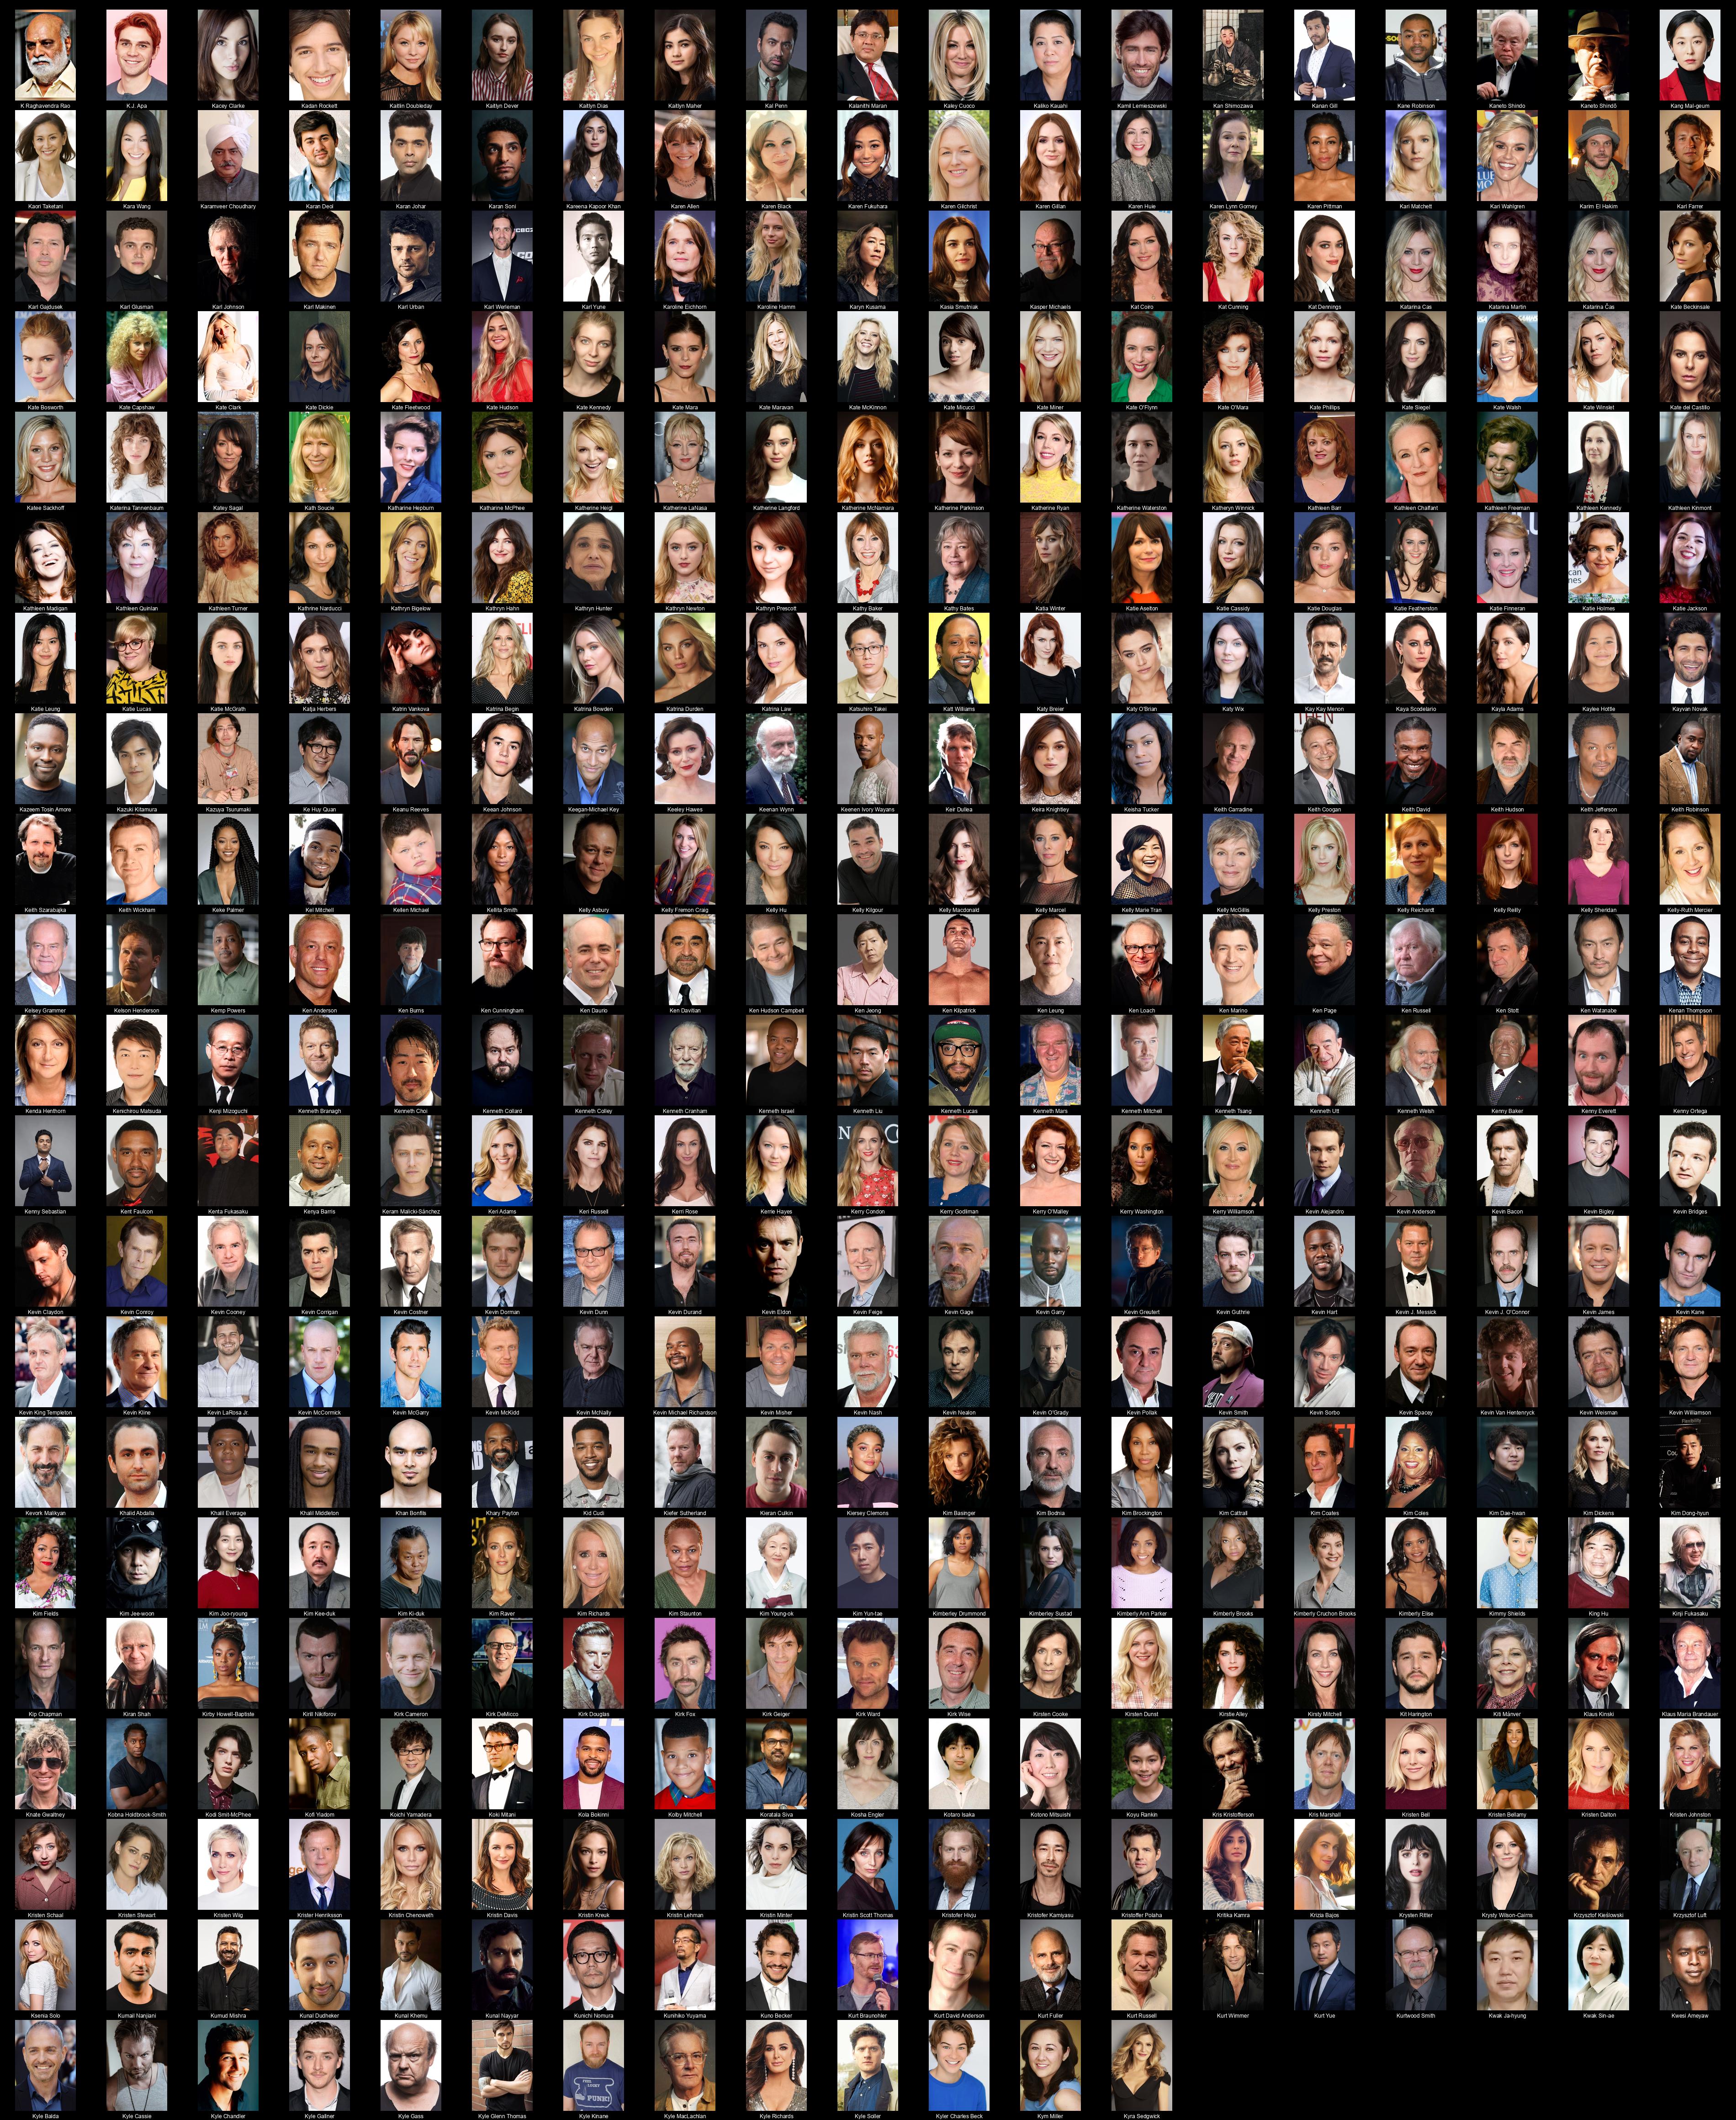 K Raghavendra Rao K.J. Apa Kacey Clarke Kadan Rockett Kaitlin Doubleday Kaitlyn Dever Kaitlyn Dias Kaitlyn Maher Kal Penn Kalanithi Maran Kaley Cuoco Kaliko Kauahi Kamil Lemieszewski Kan Shimozawa Kanan Gill Kane Robinson Kaneto Shindo Kaneto Shindō Kang Mal-geum
Kaori Taketani Kara Wang Karamveer Choudhary Karan Deol Karan Johar Karan Soni Kareena Kapoor Khan Karen Allen Karen Black Karen Fukuhara Karen Gilchrist Karen Gillan Karen Huie Karen Lynn Gorney Karen Pittman Kari Matchett Kari Wahlgren Karim El Hakim Karl Farrer
Karl Gajdusek Karl Glusman Karl Johnson Karl Makinen Karl Urban Karl Werleman Karl Yune Karoline Eichhorn Karoline Hamm Karyn Kusama Kasia Smutniak Kasper Michaels Kat Coiro Kat Cunning Kat Dennings Katarina Cas Katarina Martin Katarina Čas Kate Beckinsale
Kate Bosworth Kate Capshaw Kate Clark Kate Dickie Kate Fleetwood Kate Hudson Kate Kennedy Kate Mara Kate Maravan Kate McKinnon Kate Micucci Kate Miner Kate O'Flynn Kate O'Mara Kate Phillips Kate Siegel Kate Walsh Kate Winslet Kate del Castillo
Katee Sackhoff Katerina Tannenbaum Katey Sagal Kath Soucie Katharine Hepburn Katharine McPhee Katherine Heigl Katherine LaNasa Katherine Langford Katherine McNamara Katherine Parkinson Katherine Ryan Katherine Waterston Katheryn Winnick Kathleen Barr Kathleen Chalfant Kathleen Freeman Kathleen Kennedy Kathleen Kinmont
Kathleen Madigan Kathleen Quinlan Kathleen Turner Kathrine Narducci Kathryn Bigelow Kathryn Hahn Kathryn Hunter Kathryn Newton Kathryn Prescott Kathy Baker Kathy Bates Katia Winter Katie Aselton Katie Cassidy Katie Douglas Katie Featherston Katie Finneran Katie Holmes Katie Jackson
Katie Leung Katie Lucas Katie McGrath Katja Herbers Katrin Vankova Katrina Begin Katrina Bowden Katrina Durden Katrina Law Katsuhiro Takei Katt Williams Katy Breier Katy O'Brian Katy Wix Kay Kay Menon Kaya Scodelario Kayla Adams Kaylee Hottle Kayvan Novak
Kazeem Tosin Amore Kazuki Kitamura Kazuya Tsurumaki Ke Huy Quan Keanu Reeves Keean Johnson Keegan-Michael Key Keeley Hawes Keenan Wynn Keenen Ivory Wayans Keir Dullea Keira Knightley Keisha Tucker Keith Carradine Keith Coogan Keith David Keith Hudson Keith Jefferson Keith Robinson
Keith Szarabajka Keith Wickham Keke Palmer Kel Mitchell Kellen Michael Kellita Smith Kelly Asbury Kelly Fremon Craig Kelly Hu Kelly Kilgour Kelly Macdonald Kelly Marcel Kelly Marie Tran Kelly McGillis Kelly Preston Kelly Reichardt Kelly Reilly Kelly Sheridan Kelly-Ruth Mercier
Kelsey Grammer Kelson Henderson Kemp Powers Ken Anderson Ken Burns Ken Cunningham Ken Daurio Ken Davitian Ken Hudson Campbell Ken Jeong Ken Kilpatrick Ken Leung Ken Loach Ken Marino Ken Page Ken Russell Ken Stott Ken Watanabe Kenan Thompson
Kenda Henthorn Kenichirou Matsuda Kenji Mizoguchi Kenneth Branagh Kenneth Choi Kenneth Collard Kenneth Colley Kenneth Cranham Kenneth Israel Kenneth Liu Kenneth Lucas Kenneth Mars Kenneth Mitchell Kenneth Tsang Kenneth Utt Kenneth Welsh Kenny Baker Kenny Everett Kenny Ortega
Kenny Sebastian Kent Faulcon Kenta Fukasaku Kenya Barris Keram Malicki-Sánchez Keri Adams Keri Russell Kerri Rose Kerrie Hayes Kerry Condon Kerry Godliman Kerry O'Malley Kerry Washington Kerry Williamson Kevin Alejandro Kevin Anderson Kevin Bacon Kevin Bigley Kevin Bridges
Kevin Claydon Kevin Conroy Kevin Cooney Kevin Corrigan Kevin Costner Kevin Dorman Kevin Dunn Kevin Durand Kevin Eldon Kevin Feige Kevin Gage Kevin Garry Kevin Greutert Kevin Guthrie Kevin Hart Kevin J. Messick Kevin J. O'Connor Kevin James Kevin Kane
Kevin King Templeton Kevin Kline Kevin LaRosa Jr. Kevin McCormick Kevin McGarry Kevin McKidd Kevin McNally Kevin Michael Richardson Kevin Misher Kevin Nash Kevin Nealon Kevin O'Grady Kevin Pollak Kevin Smith Kevin Sorbo Kevin Spacey Kevin Van Hentenryck Kevin Weisman Kevin Williamson
Kevork Malikyan Khalid Abdalla Khalil Everage Khalil Middleton Khan Bonfils Khary Payton Kid Cudi Kiefer Sutherland Kieran Culkin Kiersey Clemons Kim Basinger Kim Bodnia Kim Brockington Kim Cattrall Kim Coates Kim Coles Kim Dae-hwan Kim Dickens Kim Dong-hyun
Kim Fields Kim Jee-woon Kim Joo-ryoung Kim Kee-duk Kim Ki-duk Kim Raver Kim Richards Kim Staunton Kim Young-ok Kim Yun-tae Kimberley Drummond Kimberley Sustad Kimberly Ann Parker Kimberly Brooks Kimberly Cruchon Brooks Kimberly Elise Kimmy Shields King Hu Kinji Fukasaku
Kip Chapman Kiran Shah Kirby Howell-Baptiste Kirill Nikiforov Kirk Cameron Kirk DeMicco Kirk Douglas Kirk Fox Kirk Geiger Kirk Ward Kirk Wise Kirsten Cooke Kirsten Dunst Kirstie Alley Kirsty Mitchell Kit Harington Kiti Mánver Klaus Kinski Klaus Maria Brandauer
Knate Gwaltney Kobna Holdbrook-Smith Kodi Smit-McPhee Kofi Yiadom Koichi Yamadera Koki Mitani Kola Bokinni Kolby Mitchell Koratala Siva Kosha Engler Kotaro Isaka Kotono Mitsuishi Koyu Rankin Kris Kristofferson Kris Marshall Kristen Bell Kristen Bellamy Kristen Dalton Kristen Johnston
Kristen Schaal Kristen Stewart Kristen Wiig Krister Henriksson Kristin Chenoweth Kristin Davis Kristin Kreuk Kristin Lehman Kristin Minter Kristin Scott Thomas Kristofer Hivju Kristofer Kamiyasu Kristoffer Polaha Kritika Kamra Krizia Bajos Krysten Ritter Krysty Wilson-Cairns Krzysztof Kieślowski Krzysztof Luft
Ksenia Solo Kumail Nanjiani Kumud Mishra Kunal Dudheker Kunal Khemu Kunal Nayyar Kunichi Nomura Kunihiko Yuyama Kuno Becker Kurt Braunohler Kurt David Anderson Kurt Fuller Kurt Russell Kurt Wimmer Kurt Yue Kurtwood Smith Kwak Ja-hyung Kwak Sin-ae Kwesi Ameyaw
Kyle Balda Kyle Cassie Kyle Chandler Kyle Gallner Kyle Gass Kyle Glenn Thomas Kyle Kinane Kyle MacLachlan Kyle Richards Kyle Soller Kyler Charles Beck Kym Miller Kyra Sedgwick